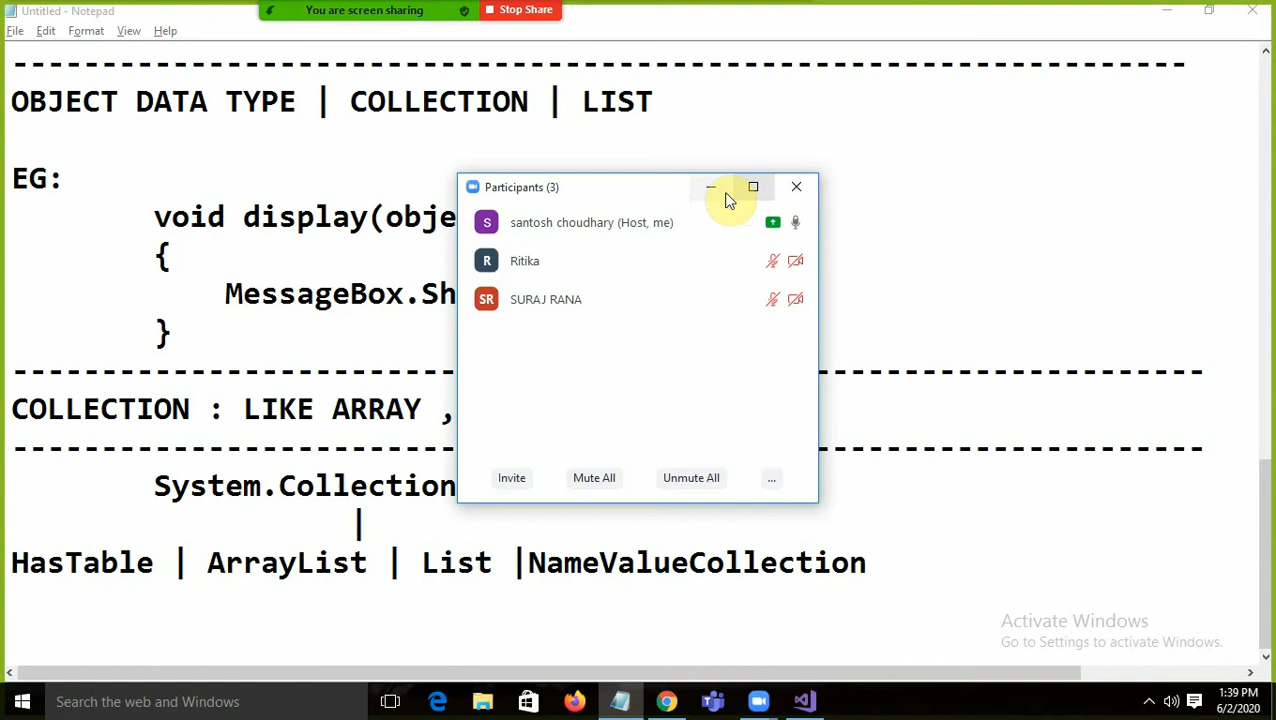 Untitled - Notepad
You are screen sharing
Stop Share
File Edit Format View Help
--------------------------------------------------------------------------------
OBJECT DATA TYPE | COLLECTION | LIST
EG:
void display(obje
{
MessageBox.Sh
}
--------------------------------------------------------------------------------
COLLECTION : LIKE ARRAY ,
--------------------------------------------------------------------------------
System.Collection
|
HasTable | ArrayList | List |NameValueCollection
Participants (3)
S santosh choudhary (Host, me)
R Ritika
SR SURAJ RANA
Invite Mute All Unmute All ...
Activate Windows
Go to Settings to activate Windows.
Search the web and Windows
1:39 PM
6/2/2020